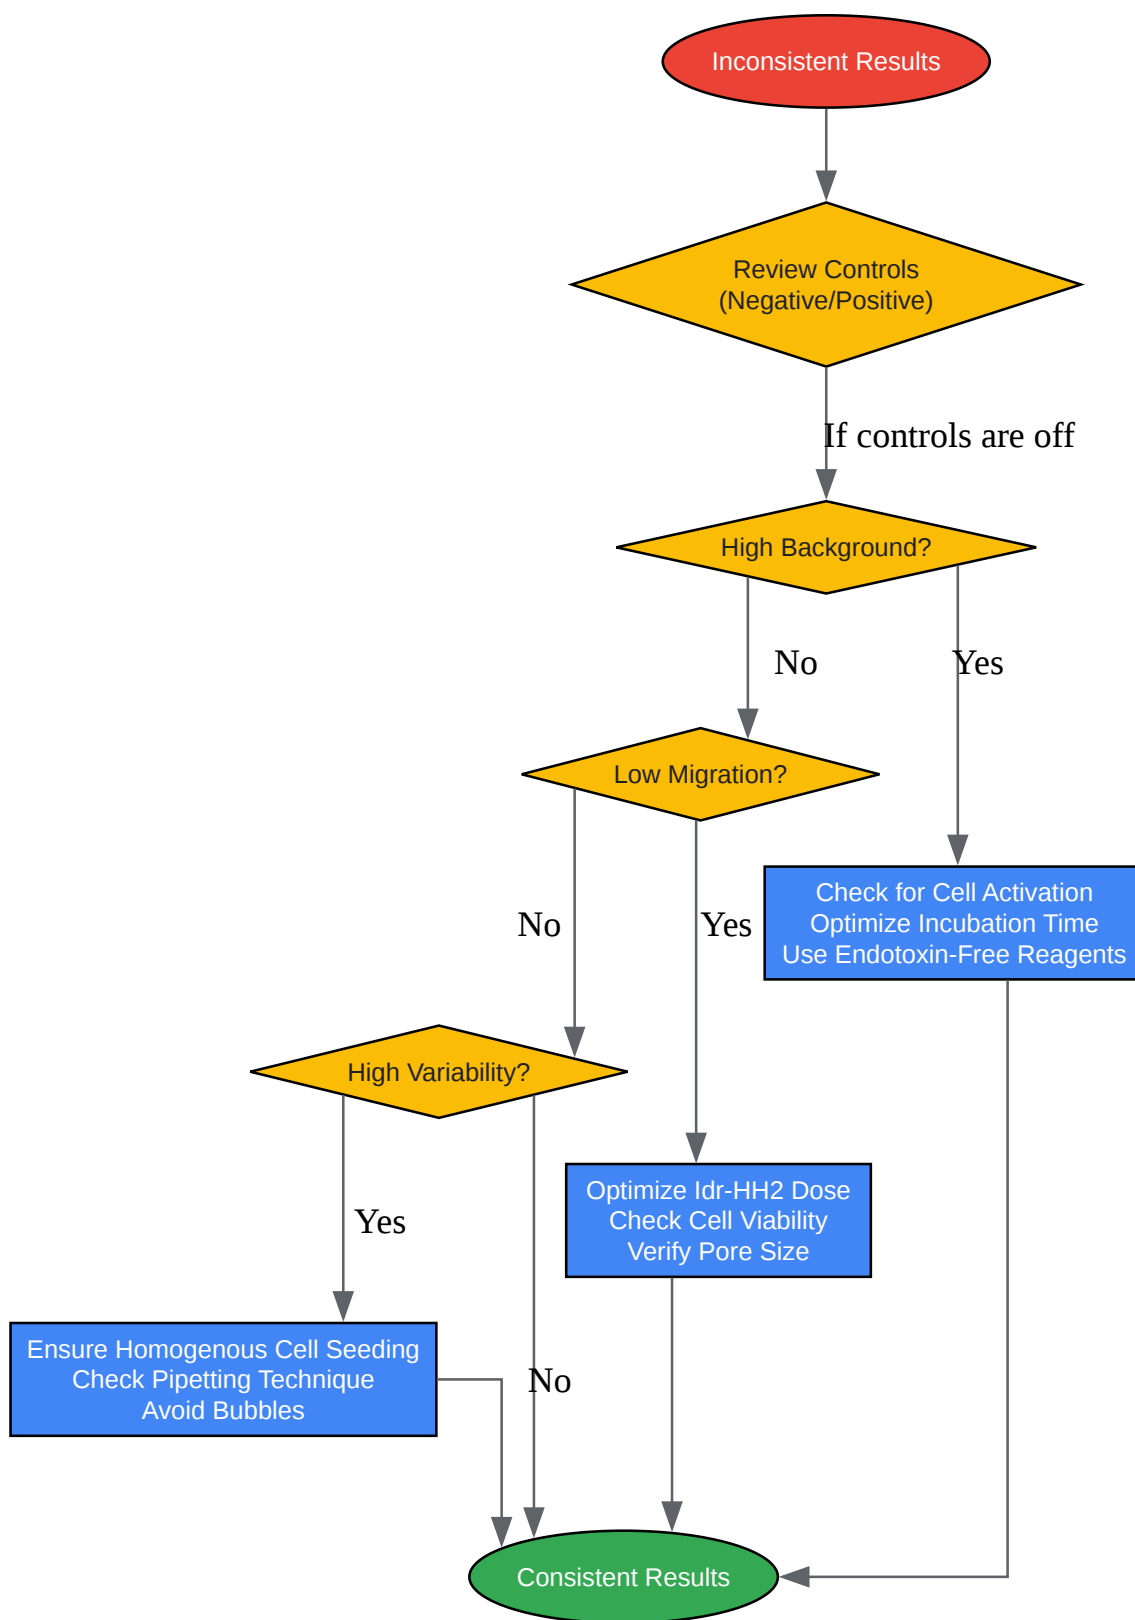 Inconsistent Results
Review Controls
(Negative/Positive)
If controls are off
High Background?
No
Yes
Low Migration?
Check for Cell Activation
Optimize Incubation Time
Use Endotoxin-Free Reagents
No
Yes
High Variability?
Optimize Idr-HH2 Dose
Check Cell Viability
Verify Pore Size
Yes
Ensure Homogenous Cell Seeding
Check Pipetting Technique
Avoid Bubbles
No
Consistent Results